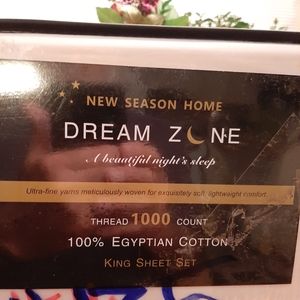 NEW SEASON HOME
DREAM ZONE
A beautiful night's sleep
Ultra-fine yarns meticulously woven for exquisitely soft, lightweight comfort.
THREAD 1000 COUNT
100% EGYPTIAN COTTON
KING SHEET SET